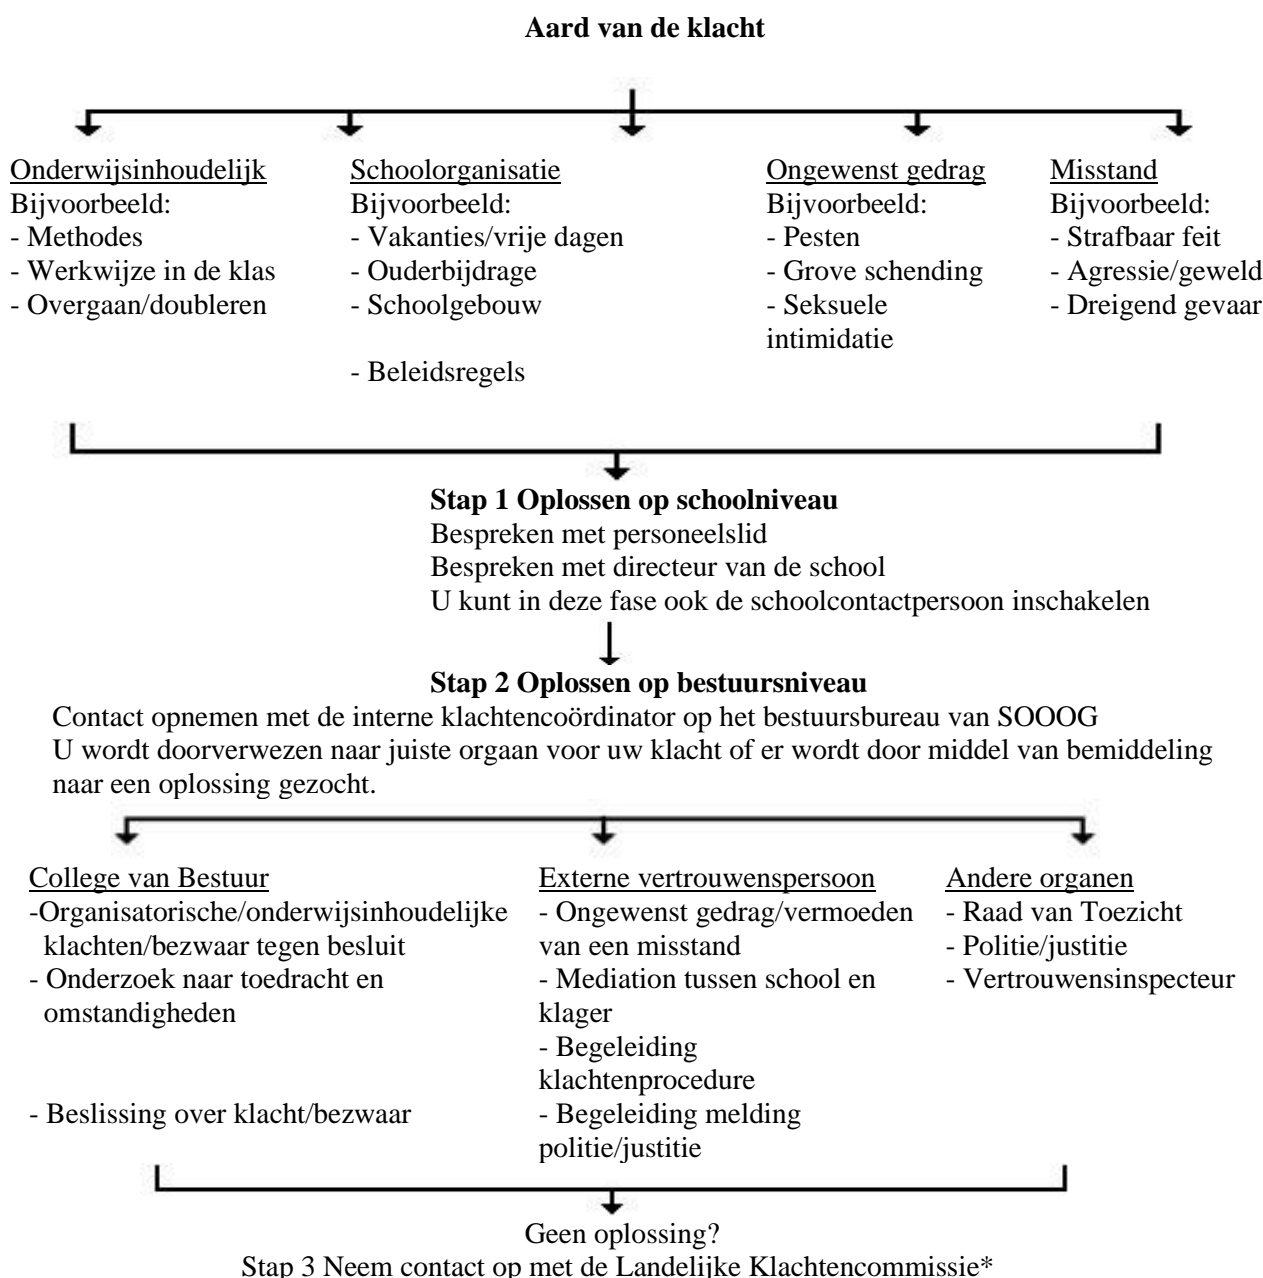 Aard van de klacht
Onderwijsinhoudelijk
Bijvoorbeeld:
- Methodes
- Werkwijze in de klas
- Overgaan/doubleren
Schoolorganisatie
Bijvoorbeeld:
- Vakanties/vrije dagen
- Ouderbijdrage
- Schoolgebouw
- Beleidsregels
Ongewenst gedrag
Bijvoorbeeld:
- Pesten
- Grove schending
- Seksuele
intimidatie
Misstand
Bijvoorbeeld:
- Strafbaar feit
- Agressie/geweld
- Dreigend gevaar
Stap 1 Oplossen op schoolniveau
Bespreken met personeelslid
Bespreken met directeur van de school
U kunt in deze fase ook de schoolcontactpersoon inschakelen
Stap 2 Oplossen op bestuursniveau
Contact opnemen met de interne klachtencoördinator op het bestuursbureau van SOOOG
U wordt doorverwezen naar juiste orgaan voor uw klacht of er wordt door middel van bemiddeling
naar een oplossing gezocht.
College van Bestuur
-Organisatorische/onderwijsinhoudelijke
klachten/bezwaar tegen besluit
- Onderzoek naar toedracht en
omstandigheden
- Beslissing over klacht/bezwaar
Externe vertrouwenspersoon
- Ongewenst gedrag/vermoeden
van een misstand
- Mediation tussen school en
klager
- Begeleiding
klachtenprocedure
- Begeleiding melding
politie/justitie
Andere organen
- Raad van Toezicht
- Politie/justitie
- Vertrouwensinspecteur
Geen oplossing?
Stap 3 Neem contact op met de Landelijke Klachtencommissie*